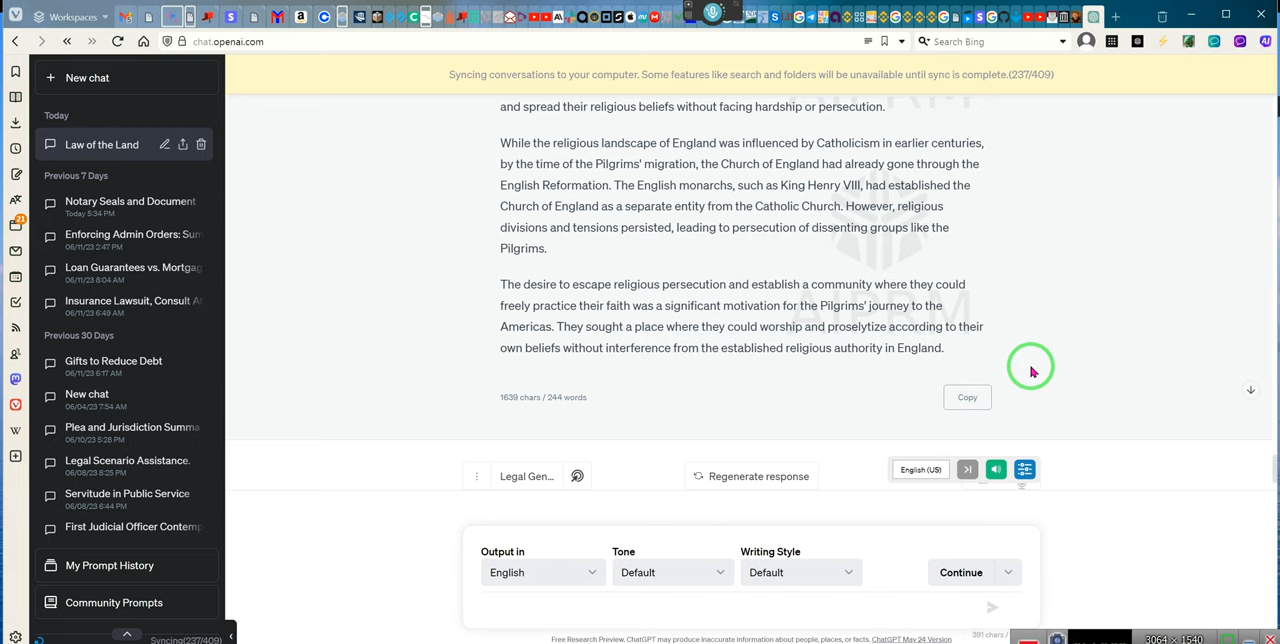 Workspaces
chat.openai.com
Search Bing
New chat
Syncing conversations to your computer. Some features like search and folders will be unavailable until sync is complete.(237/409)
Today
Law of the Land
Previous 7 Days
Notary Seals and Document
Today 5:34 PM
Enforcing Admin Orders: Sum
06/11/23 2:47 PM
Loan Guarantees vs. Mortgag
06/11/23 8:04 AM
Insurance Lawsuit, Consult At
06/11/23 6:49 AM
Previous 30 Days
Gifts to Reduce Debt
06/11/23 6:17 AM
New chat
06/04/23 7:54 AM
Plea and Jurisdiction Summa
06/10/23 5:28 PM
Legal Scenario Assistance.
06/08/23 8:25 PM
Servitude in Public Service
06/08/23 6:44 PM
First Judicial Officer Contemp
My Prompt History
Community Prompts
Syncing(237/409)
21
and spread their religious beliefs without facing hardship or persecution.
While the religious landscape of England was influenced by Catholicism in earlier centuries,
by the time of the Pilgrims' migration, the Church of England had already gone through the
English Reformation. The English monarchs, such as King Henry VIII, had established the
Church of England as a separate entity from the Catholic Church. However, religious
divisions and tensions persisted, leading to persecution of dissenting groups like the
Pilgrims.
The desire to escape religious persecution and establish a community where they could
freely practice their faith was a significant motivation for the Pilgrims' journey to the
Americas. They sought a place where they could worship and proselytize according to their
own beliefs without interference from the established religious authority in England.
AIPRM
AIPRM
1639 chars / 244 words
Copy
Legal Gen...
Regenerate response
English (US)
Output in
Tone
Writing Style
English
Default
Default
Continue
391 chars /
Free Research Preview. ChatGPT may produce inaccurate information about people, places, or facts. ChatGPT May 24 Version
3064 × 1540